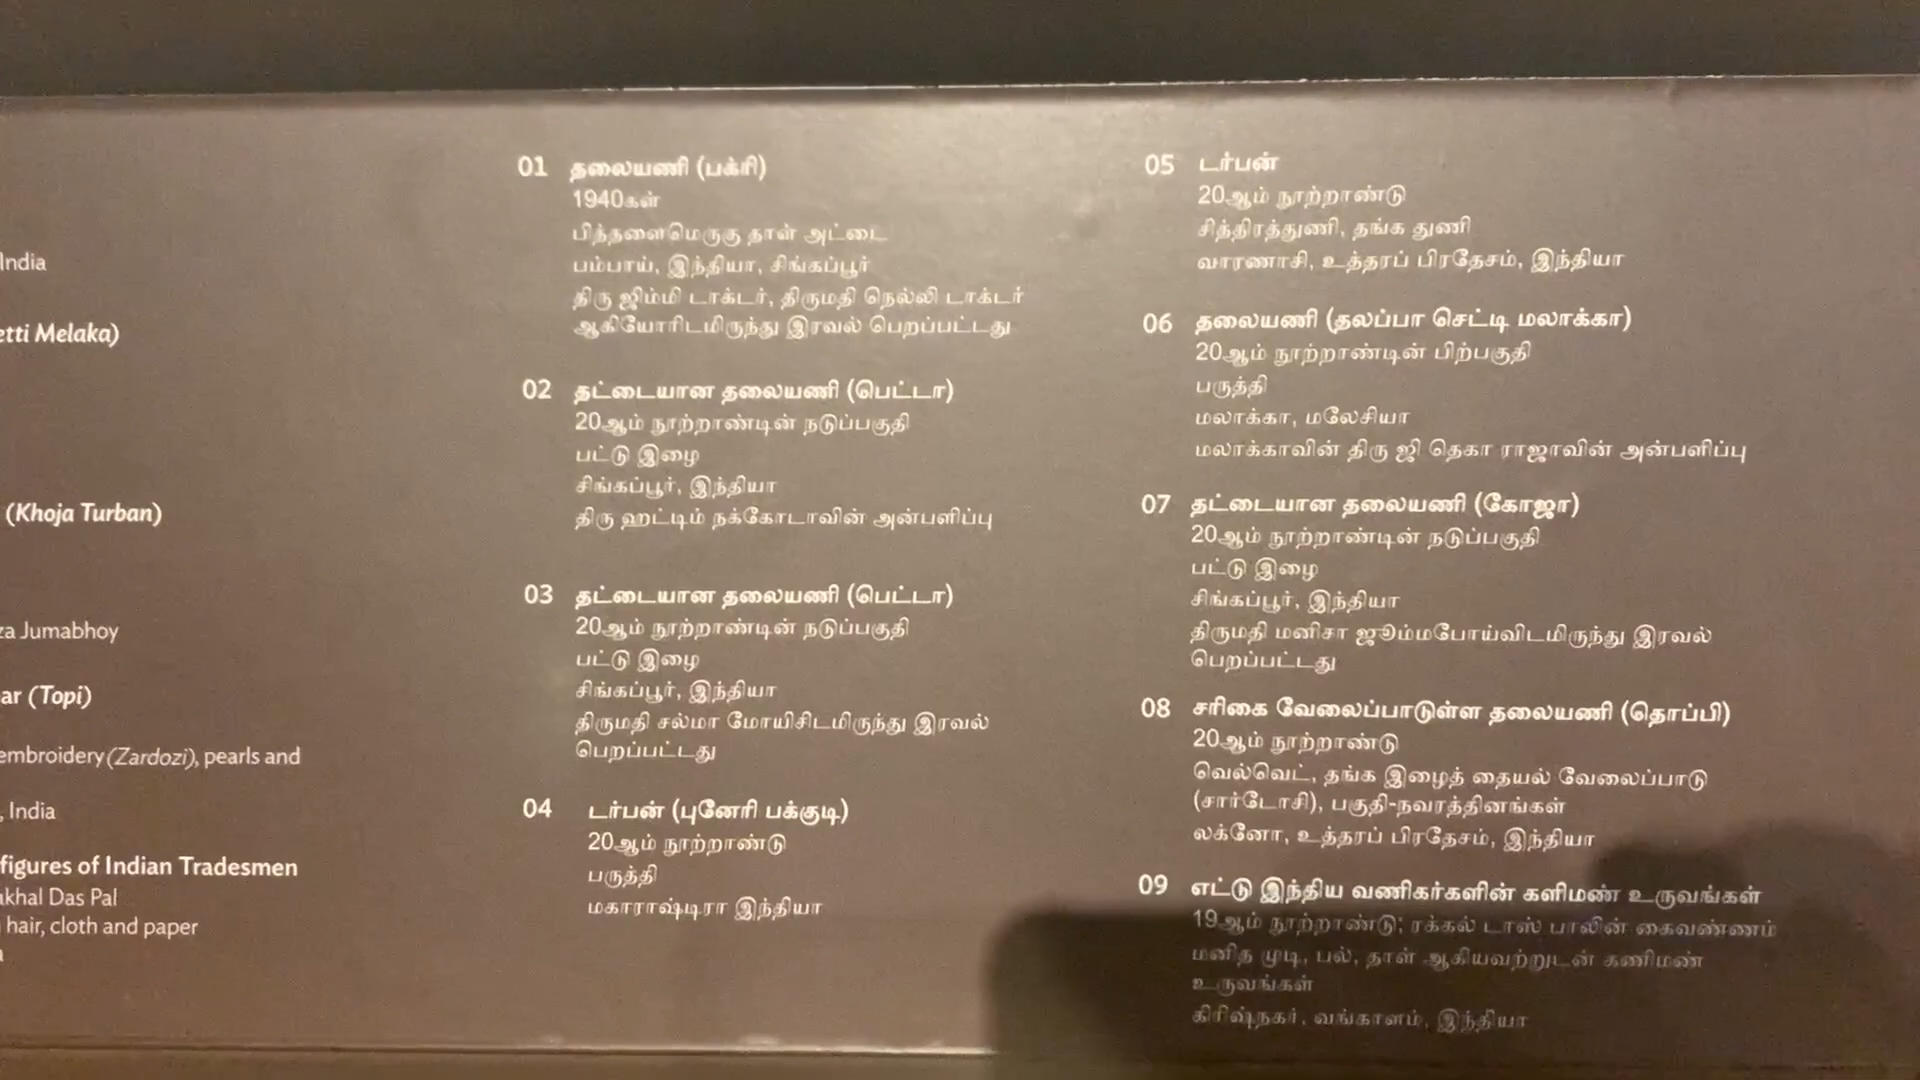 India
etti Melaka)
(Khoja Turban)
za Jumabhoy
ar (Topi)
embroidery (Zardozi), pearls and
, India
figures of Indian Tradesmen
akhal Das Pal
hair, cloth and paper
01 தலையணி (பக்ரி)
1940கள்
பித்தளைமெருகு தாள் அட்டை
பம்பாய், இந்தியா, சிங்கப்பூர்
திரு ஜிம்மி டாக்டர், திருமதி நெல்லி டாக்டர்
ஆகியோரிடமிருந்து இரவல் பெறப்பட்டது
02 தட்டையான தலையணி (பெட்டா)
20ஆம் நூற்றாண்டின் நடுப்பகுதி
பட்டு இழை
சிங்கப்பூர், இந்தியா
திரு ஹட்டிம் நக்கோடாவின் அன்பளிப்பு
03 தட்டையான தலையணி (பெட்டா)
20ஆம் நூற்றாண்டின் நடுப்பகுதி
பட்டு இழை
சிங்கப்பூர், இந்தியா
திருமதி சல்மா மோயிசிடமிருந்து இரவல்
பெறப்பட்டது
04 டர்பன் (புனேரி பக்குடி)
20ஆம் நூற்றாண்டு
பருத்தி
மகாராஷ்டிரா இந்தியா
05 டர்பன்
20ஆம் நூற்றாண்டு
சித்திரத்துணி, தங்க துணி
வாரணாசி, உத்தரப் பிரதேசம், இந்தியா
06 தலையணி (தலப்பா செட்டி மலாக்கா)
20ஆம் நூற்றாண்டின் பிற்பகுதி
பருத்தி
மலாக்கா, மலேசியா
மலாக்காவின் திரு ஜி தெகா ராஜாவின் அன்பளிப்பு
07 தட்டையான தலையணி (கோஜா)
20ஆம் நூற்றாண்டின் நடுப்பகுதி
பட்டு இழை
சிங்கப்பூர், இந்தியா
திருமதி மனிசா ஜூம்மபோய்விடமிருந்து இரவல்
பெறப்பட்டது
08 சரிகை வேலைப்பாடுள்ள தலையணி (தொப்பி)
20ஆம் நூற்றாண்டு
வெல்வெட், தங்க இழைத் தையல் வேலைப்பாடு
(சார்டோசி), பகுதி-நவரத்தினங்கள்
லக்னோ, உத்தரப் பிரதேசம், இந்தியா
09 எட்டு இந்திய வணிகர்களின் களிமண் உருவங்கள்
19ஆம் நூற்றாண்டு; ரக்கல் டாஸ் பாலின் கைவண்ணம்
மனித முடி, பல், தாள் ஆகியவற்றுடன் கணிமண்
உருவங்கள்
கிரிஷ்நகர், வங்காளம், இந்தியா